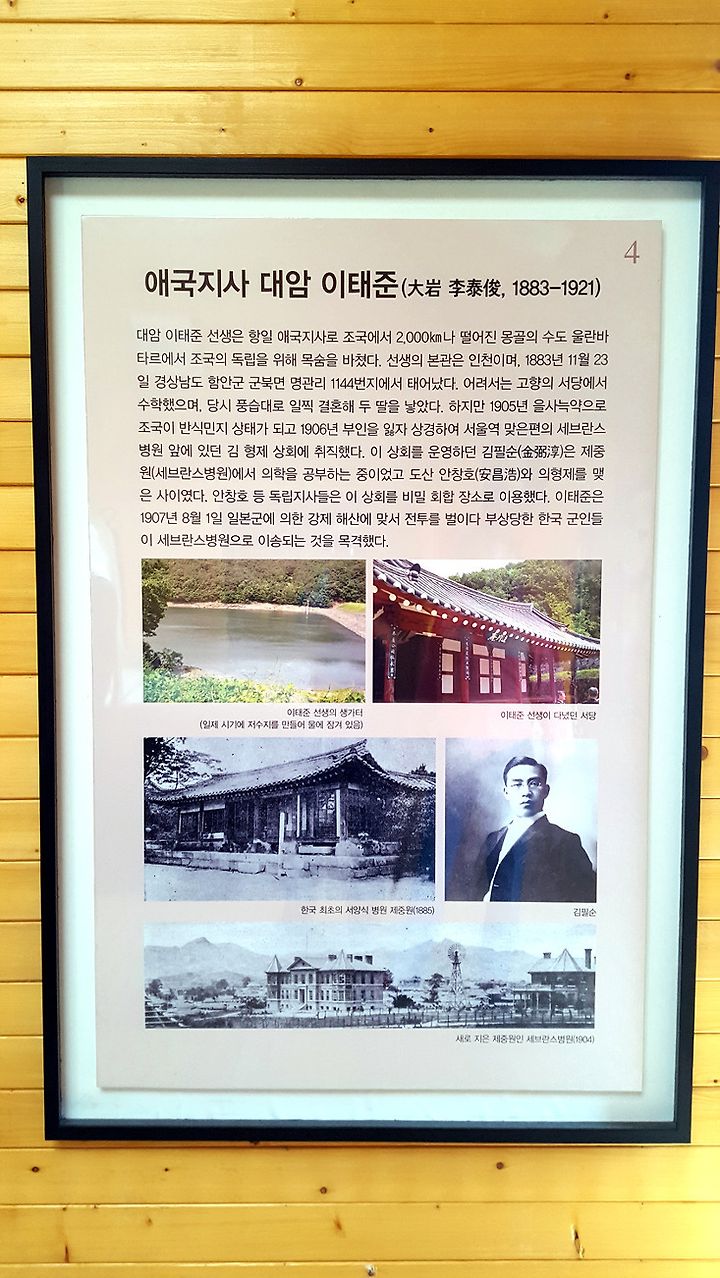 4
애국지사 대암 이태준(大岩 李泰俊, 1883-1921)
대암 이태준 선생은 항일 애국지사로 조국에서 2,000㎞나 떨어진 몽골의 수도 울란바
타르에서 조국의 독립을 위해 목숨을 바쳤다. 선생의 본관은 인천이며, 1883년 11월 23
일 경상남도 함안군 군북면 명관리 1144번지에서 태어났다. 어려서는 고향의 서당에서
수학했으며, 당시 풍습대로 일찍 결혼해 두 딸을 낳았다. 하지만 1905년 을사늑약으로
조국이 반식민지 상태가 되고 1906년 부인을 잃자 상경하여 서울역 맞은편의 세브란스
병원 앞에 있던 김 형제 상회에 취직했다. 이 상회를 운영하던 김필순(金弼淳)은 제중
원(세브란스병원)에서 의학을 공부하는 중이었고 도산 안창호(安昌浩)와 의형제를 맺
은 사이였다. 안창호 등 독립지사들은 이 상회를 비밀 회합 장소로 이용했다. 이태준은
1907년 8월 1일 일본군에 의한 강제 해산에 맞서 전투를 벌이다 부상당한 한국 군인들
이 세브란스병원으로 이송되는 것을 목격했다.
이태준 선생의 생가터
(일제 시기에 저수지를 만들어 물에 잠겨 있음)
이태준 선생이 다녔던 서당
한국 최초의 서양식 병원 제중원(1885)
김필순
새로 지은 제중원인 세브란스병원(1904)